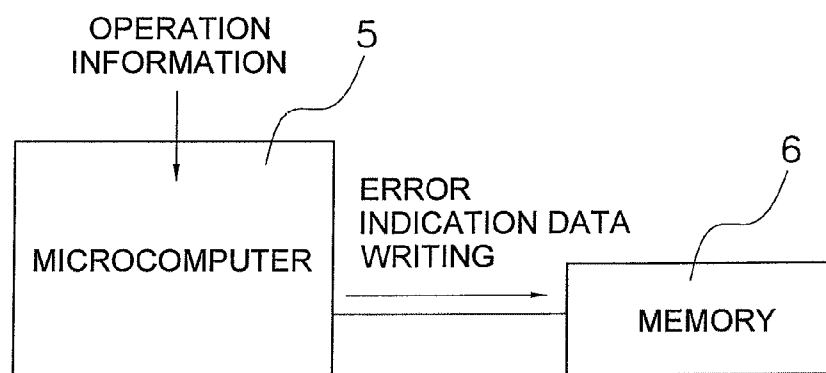 OPERATION
INFORMATION
5
6
ERROR
INDICATION DATA
WRITING
MICROCOMPUTER
MEMORY